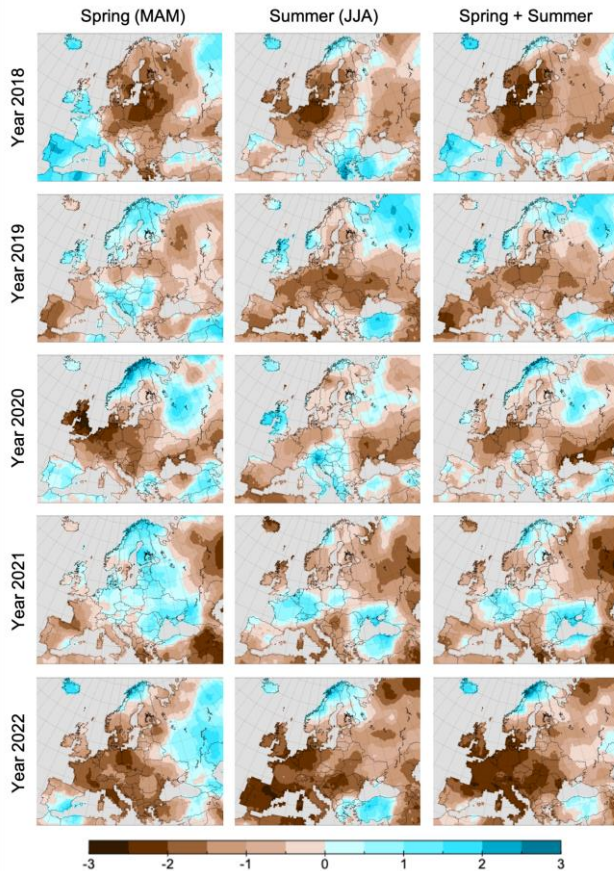 Spring (MAM) Summer (JJA) Spring + Summer
Year 2018
Year 2019
Year 2020
Year 2021
Year 2022
-3 -2 -1 0 1 2 3